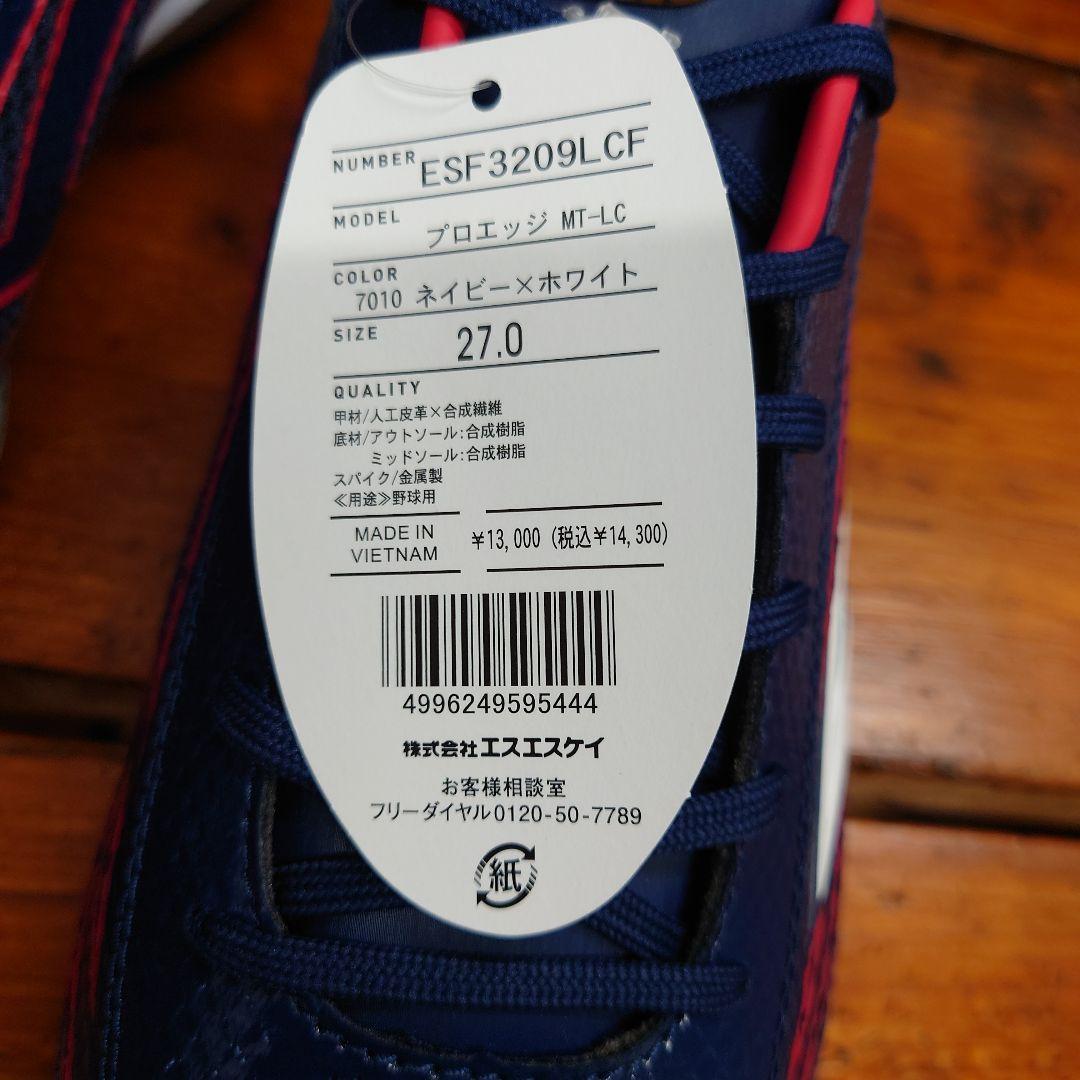 NUMBER ESF3209LCF
MODEL プロエッジ MT-LC
COLOR 7010 ネイビー×ホワイト
SIZE 27.0
QUALITY
甲材/人工皮革×合成繊維
底材/アウトソール:合成樹脂
ミッドソール:合成樹脂
スパイク/金属製
≪用途≫野球用
MADE IN
VIETNAM
¥13,000 (税込¥14,300)
4996249595444
株式会社エスエスケイ
お客様相談室
フリーダイヤル0120-50-7789
紙